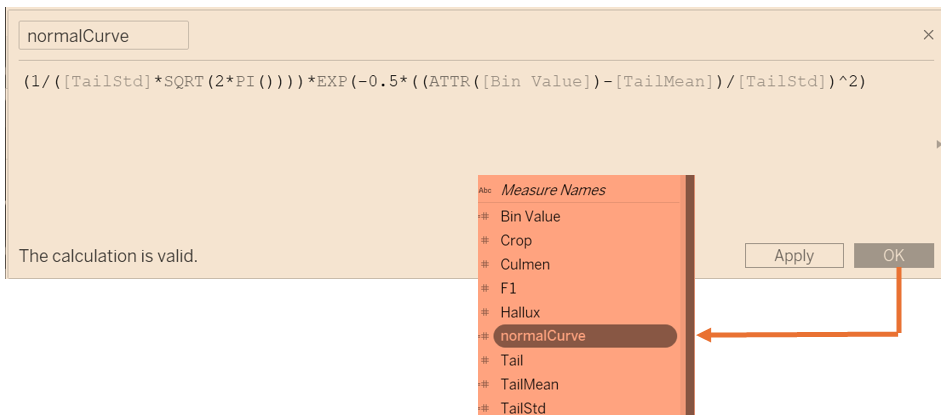 normalCurve
×
(1/([TailStd]*SQRT(2*PI())))*EXP(-0.5*((ATTR([Bin Value])-[TailMean])/[TailStd])^2)
The calculation is valid.
Apply
OK
Abc Measure Names
=# Bin Value
# Crop
# Culmen
# F1
# Hallux
=# normalCurve
# Tail
=# TailMean
=# TailStd